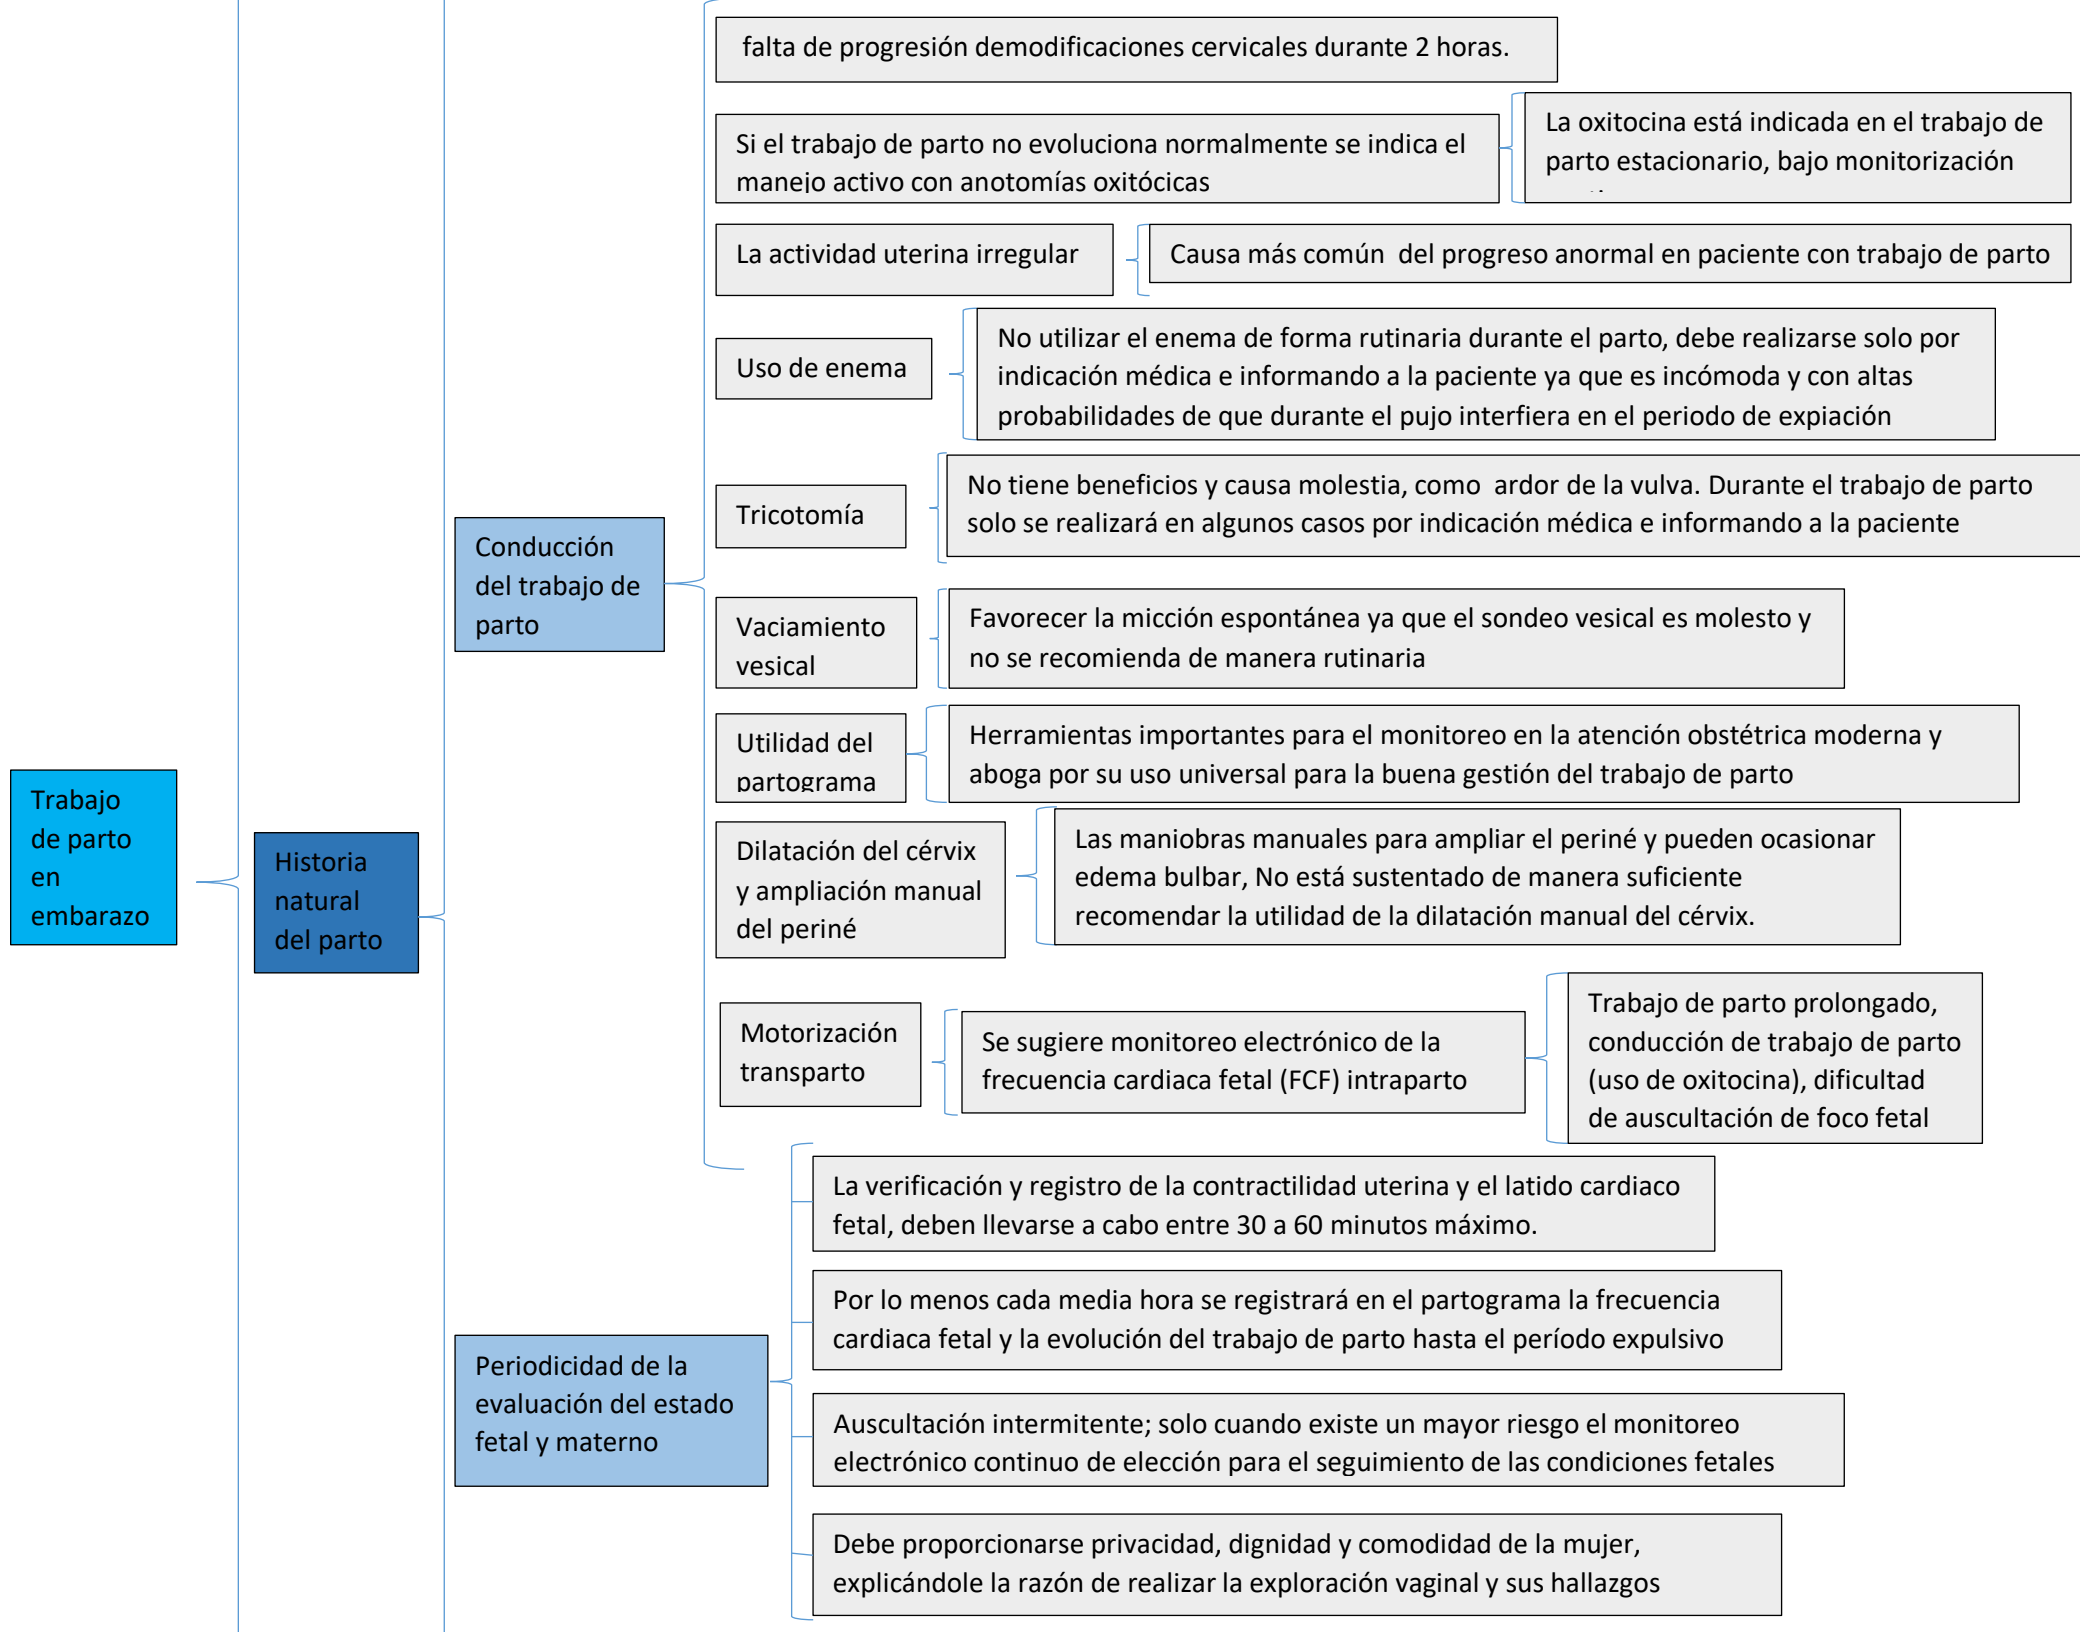 Trabajo
de parto
en
embarazo
Historia
natural
del parto
Conducción
del trabajo de
parto
falta de progresión demodificaciones cervicales durante 2 horas.
Si el trabajo de parto no evoluciona normalmente se indica el
manejo activo con anotomías oxitócicas
La oxitocina está indicada en el trabajo de
parto estacionario, bajo monitorización
La actividad uterina irregular
Causa más común  del progreso anormal en paciente con trabajo de parto
Uso de enema
No utilizar el enema de forma rutinaria durante el parto, debe realizarse solo por
indicación médica e informando a la paciente ya que es incómoda y con altas
probabilidades de que durante el pujo interfiera en el periodo de expiación
Tricotomía
No tiene beneficios y causa molestia, como  ardor de la vulva. Durante el trabajo de parto
solo se realizará en algunos casos por indicación médica e informando a la paciente
Vaciamiento
vesical
Favorecer la micción espontánea ya que el sondeo vesical es molesto y
no se recomienda de manera rutinaria
Utilidad del
partograma
Herramientas importantes para el monitoreo en la atención obstétrica moderna y
aboga por su uso universal para la buena gestión del trabajo de parto
Dilatación del cérvix
y ampliación manual
del periné
Las maniobras manuales para ampliar el periné y pueden ocasionar
edema bulbar, No está sustentado de manera suficiente
recomendar la utilidad de la dilatación manual del cérvix.
Motorización
transparto
Se sugiere monitoreo electrónico de la
frecuencia cardiaca fetal (FCF) intraparto
Trabajo de parto prolongado,
conducción de trabajo de parto
(uso de oxitocina), dificultad
de auscultación de foco fetal
Periodicidad de la
evaluación del estado
fetal y materno
La verificación y registro de la contractilidad uterina y el latido cardiaco
fetal, deben llevarse a cabo entre 30 a 60 minutos máximo.
Por lo menos cada media hora se registrará en el partograma la frecuencia
cardiaca fetal y la evolución del trabajo de parto hasta el período expulsivo
Auscultación intermitente; solo cuando existe un mayor riesgo el monitoreo
electrónico continuo de elección para el seguimiento de las condiciones fetales
Debe proporcionarse privacidad, dignidad y comodidad de la mujer,
explicándole la razón de realizar la exploración vaginal y sus hallazgos